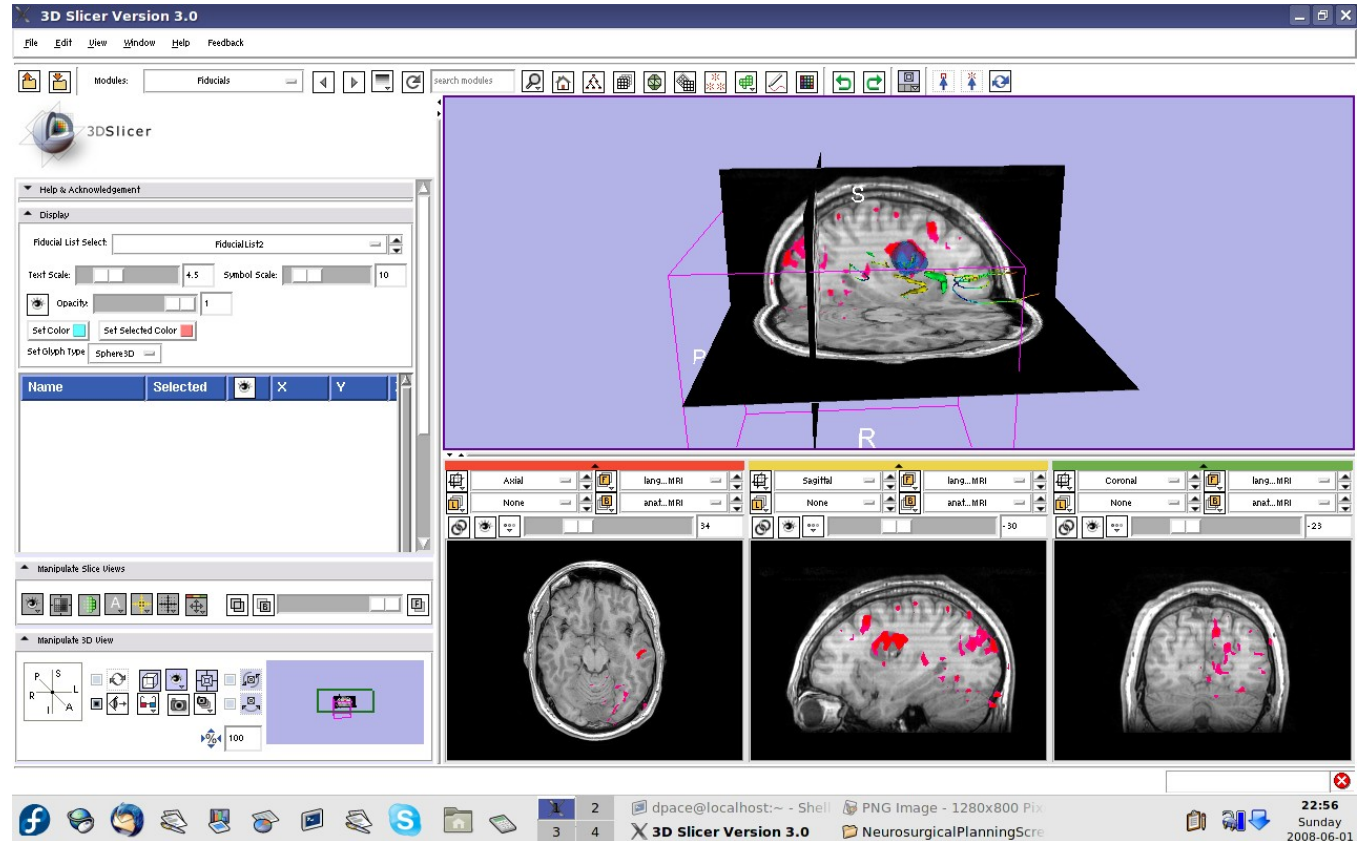 3D Slicer Version 3.0
File Edit View Window Help Feedback
Modules: Fiducials search modules
3DSlicer
Help & Acknowledgement
Display
Fiducial List Select: FiducialList2
Text Scale: 4.5 Symbol Scale: 10
Opacity: 1
Set Color Set Selected Color
Set Glyph Type Sphere3D
Name Selected X Y
S
P
R
Axial lang...MRI
None anat...MRI
34
Sagittal lang...MRI
None anat...MRI
-30
Coronal lang...MRI
None anat...MRI
-23
Manipulate Slice Views
Manipulate 3D View
P S
R L
I A
% 100
1 2
3 4
dpace@localhost:~ - Shell
PNG Image - 1280x800 Pix
3D Slicer Version 3.0
NeurosurgicalPlanningScre
22:56
Sunday
2008-06-01